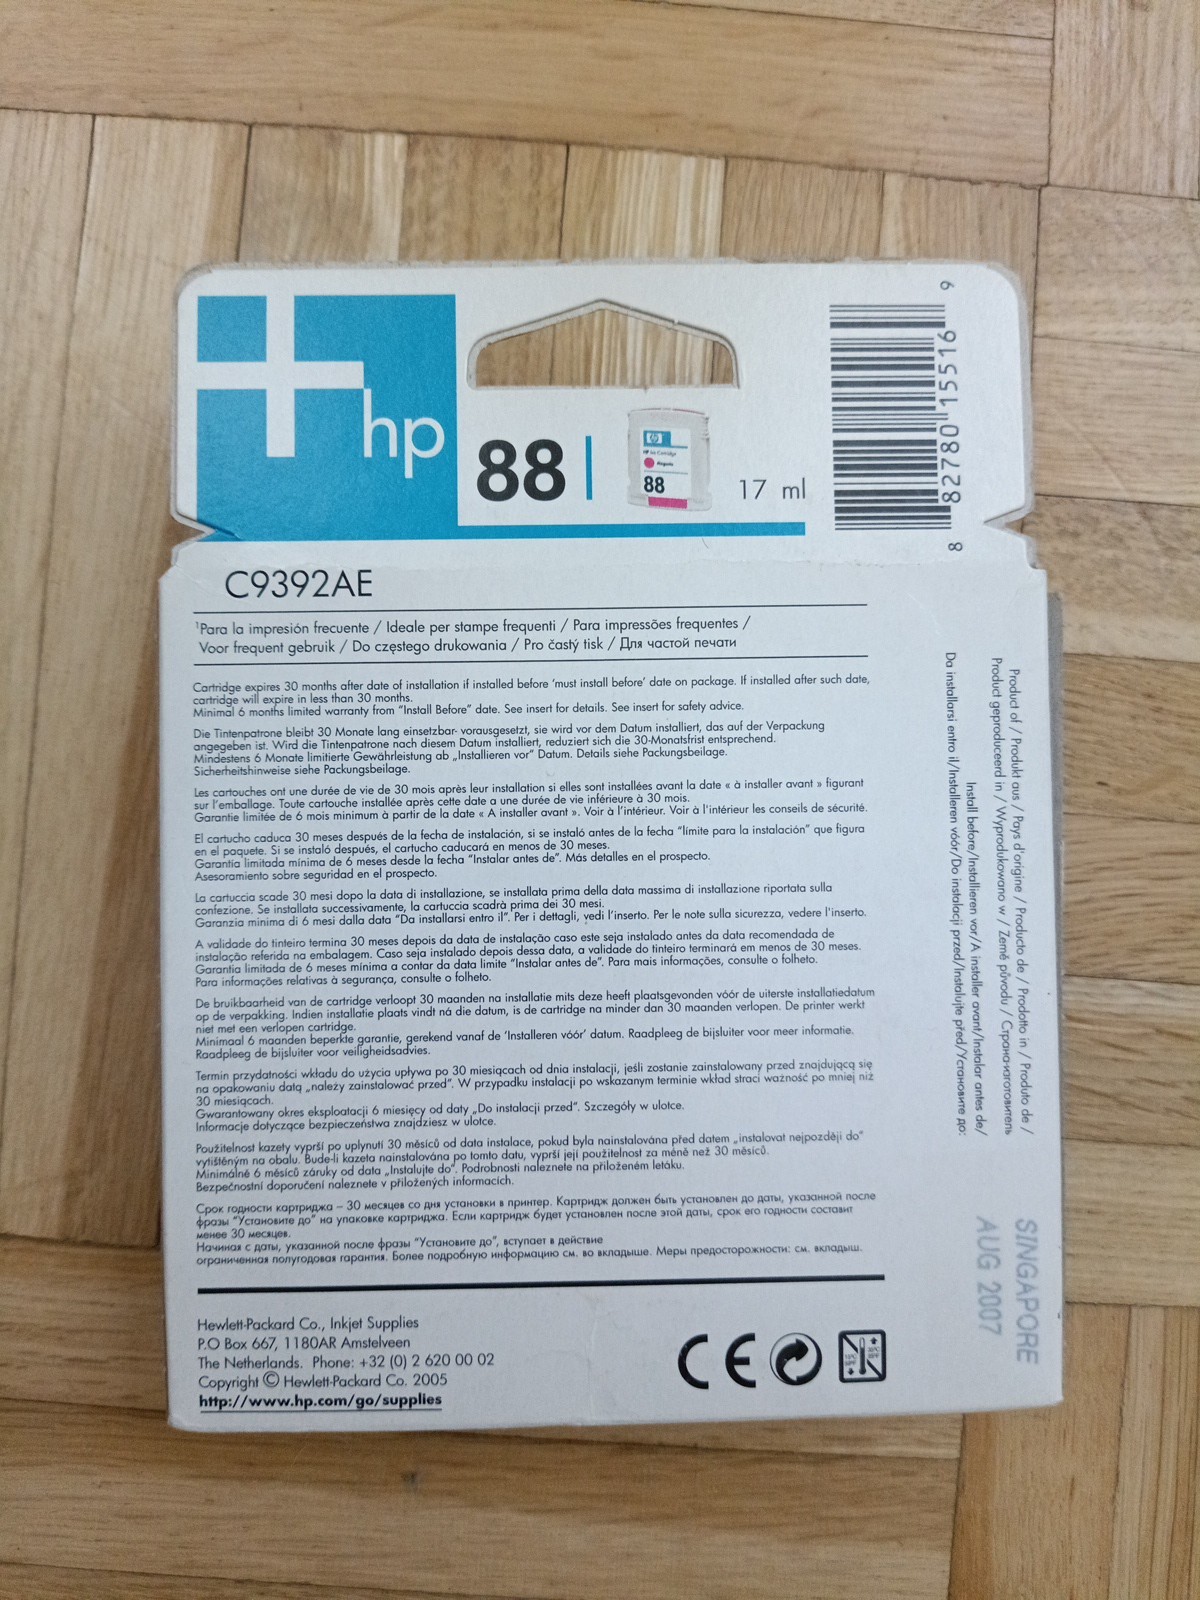 hp
88
hp
HP Ink Cartridge
Magenta
88
17 ml
8 82780 15516 9
C9392AE
¹Para la impresión frecuente / Ideale per stampe frequenti / Para impressões frequentes /
Voor frequent gebruik / Do częstego drukowania / Pro častý tisk / Для частой печати
Cartridge expires 30 months after date of installation if installed before 'must install before' date on package. If installed after such date,
cartridge will expire in less than 30 months.
Minimal 6 months limited warranty from "Install Before" date. See insert for details. See insert for safety advice.
Die Tintenpatrone bleibt 30 Monate lang einsetzbar- vorausgesetzt, sie wird vor dem Datum installiert, das auf der Verpackung
angegeben ist. Wird die Tintenpatrone nach diesem Datum installiert, reduziert sich die 30-Monatsfrist entsprechend.
Mindestens 6 Monate limitierte Gewährleistung ab „Installieren vor" Datum. Details siehe Packungsbeilage.
Sicherheitshinweise siehe Packungsbeilage.
Les cartouches ont une durée de vie de 30 mois après leur installation si elles sont installées avant la date « à installer avant » figurant
sur l'emballage. Toute cartouche installée après cette date a une durée de vie inférieure à 30 mois.
Garantie limitée de 6 mois minimum à partir de la date « A installer avant ». Voir à l'intérieur. Voir à l'intérieur les conseils de sécurité.
El cartucho caduca 30 meses después de la fecha de instalación, si se instaló antes de la fecha "límite para la instalación" que figura
en el paquete. Si se instaló después, el cartucho caducará en menos de 30 meses.
Garantía limitada mínima de 6 meses desde la fecha "Instalar antes de". Más detalles en el prospecto.
Asesoramiento sobre seguridad en el prospecto.
La cartuccia scade 30 mesi dopo la data di installazione, se installata prima della data massima di installazione riportata sulla
confezione. Se installata successivamente, la cartuccia scadrà prima dei 30 mesi.
Garanzia minima di 6 mesi dalla data "Da installarsi entro il". Per i dettagli, vedi l'inserto. Per le note sulla sicurezza, vedere l'inserto.
A validade do tinteiro termina 30 meses depois da data de instalação caso este seja instalado antes da data recomendada de
instalação referida na embalagem. Caso seja instalado depois dessa data, a validade do tinteiro terminará em menos de 30 meses.
Garantia limitada de 6 meses mínima a contar da data limite "Instalar antes de". Para mais informações, consulte o folheto.
Para informações relativas à segurança, consulte o folheto.
De bruikbaarheid van de cartridge verloopt 30 maanden na installatie mits deze heeft plaatsgevonden vóór de uiterste installatiedatum
op de verpakking. Indien installatie plaats vindt ná die datum, is de cartridge na minder dan 30 maanden verlopen. De printer werkt
niet met een verlopen cartridge.
Minimaal 6 maanden beperkte garantie, gerekend vanaf de 'Installeren vóór' datum. Raadpleeg de bijsluiter voor meer informatie.
Raadpleeg de bijsluiter voor veiligheidsadvies.
Termin przydatności wkładu do użycia upływa po 30 miesiącach od dnia instalacji, jeśli zostanie zainstalowany przed znajdującą się
na opakowaniu datą „należy zainstalować przed". W przypadku instalacji po wskazanym terminie wkład straci ważność po mniej niż
30 miesiącach.
Gwarantowany okres eksploatacji 6 miesięcy od daty „Do instalacji przed". Szczegóły w ulotce.
Informacje dotyczące bezpieczeństwa znajdziesz w ulotce.
Použitelnost kazety vyprší po uplynutí 30 měsíců od data instalace, pokud byla nainstalována před datem „instalovat nejpozději do"
vytištěným na obalu. Bude-li kazeta nainstalována po tomto datu, vyprší její použitelnost za méně než 30 měsíců.
Minimálně 6 měsíců záruky od data „Instalujte do". Podrobnosti naleznete na přiloženém letáku.
Bezpečnostní doporučení naleznete v přiložených informacích.
Срок годности картриджа – 30 месяцев со дня установки в принтер. Картридж должен быть установлен до даты, указанной после
фразы "Установите до" на упаковке картриджа. Если картридж будет установлен после этой даты, срок его годности составит
менее 30 месяцев.
Начиная с даты, указанной после фразы "Установите до", вступает в действие
ограниченная полугодовая гарантия. Более подробную информацию см. во вкладыше. Меры предосторожности: см. вкладыш.
Hewlett-Packard Co., Inkjet Supplies
P.O Box 667, 1180AR Amstelveen
The Netherlands. Phone: +32 (0) 2 620 00 02
Copyright © Hewlett-Packard Co. 2005
http://www.hp.com/go/supplies
CE
Product of / Produkt aus / Pays d'origine / Producto de / Prodotto in / Produto de /
Product geproduceerd in / Wyprodukowano w / Země původu / Страна-изготовитель
SINGAPORE
Install before/Installieren vor/A installer avant/Instalar antes de/
Da installarsi entro il/Installeren vóór/Do instalacji przed/Instalujte před/Установите до:
AUG 2007